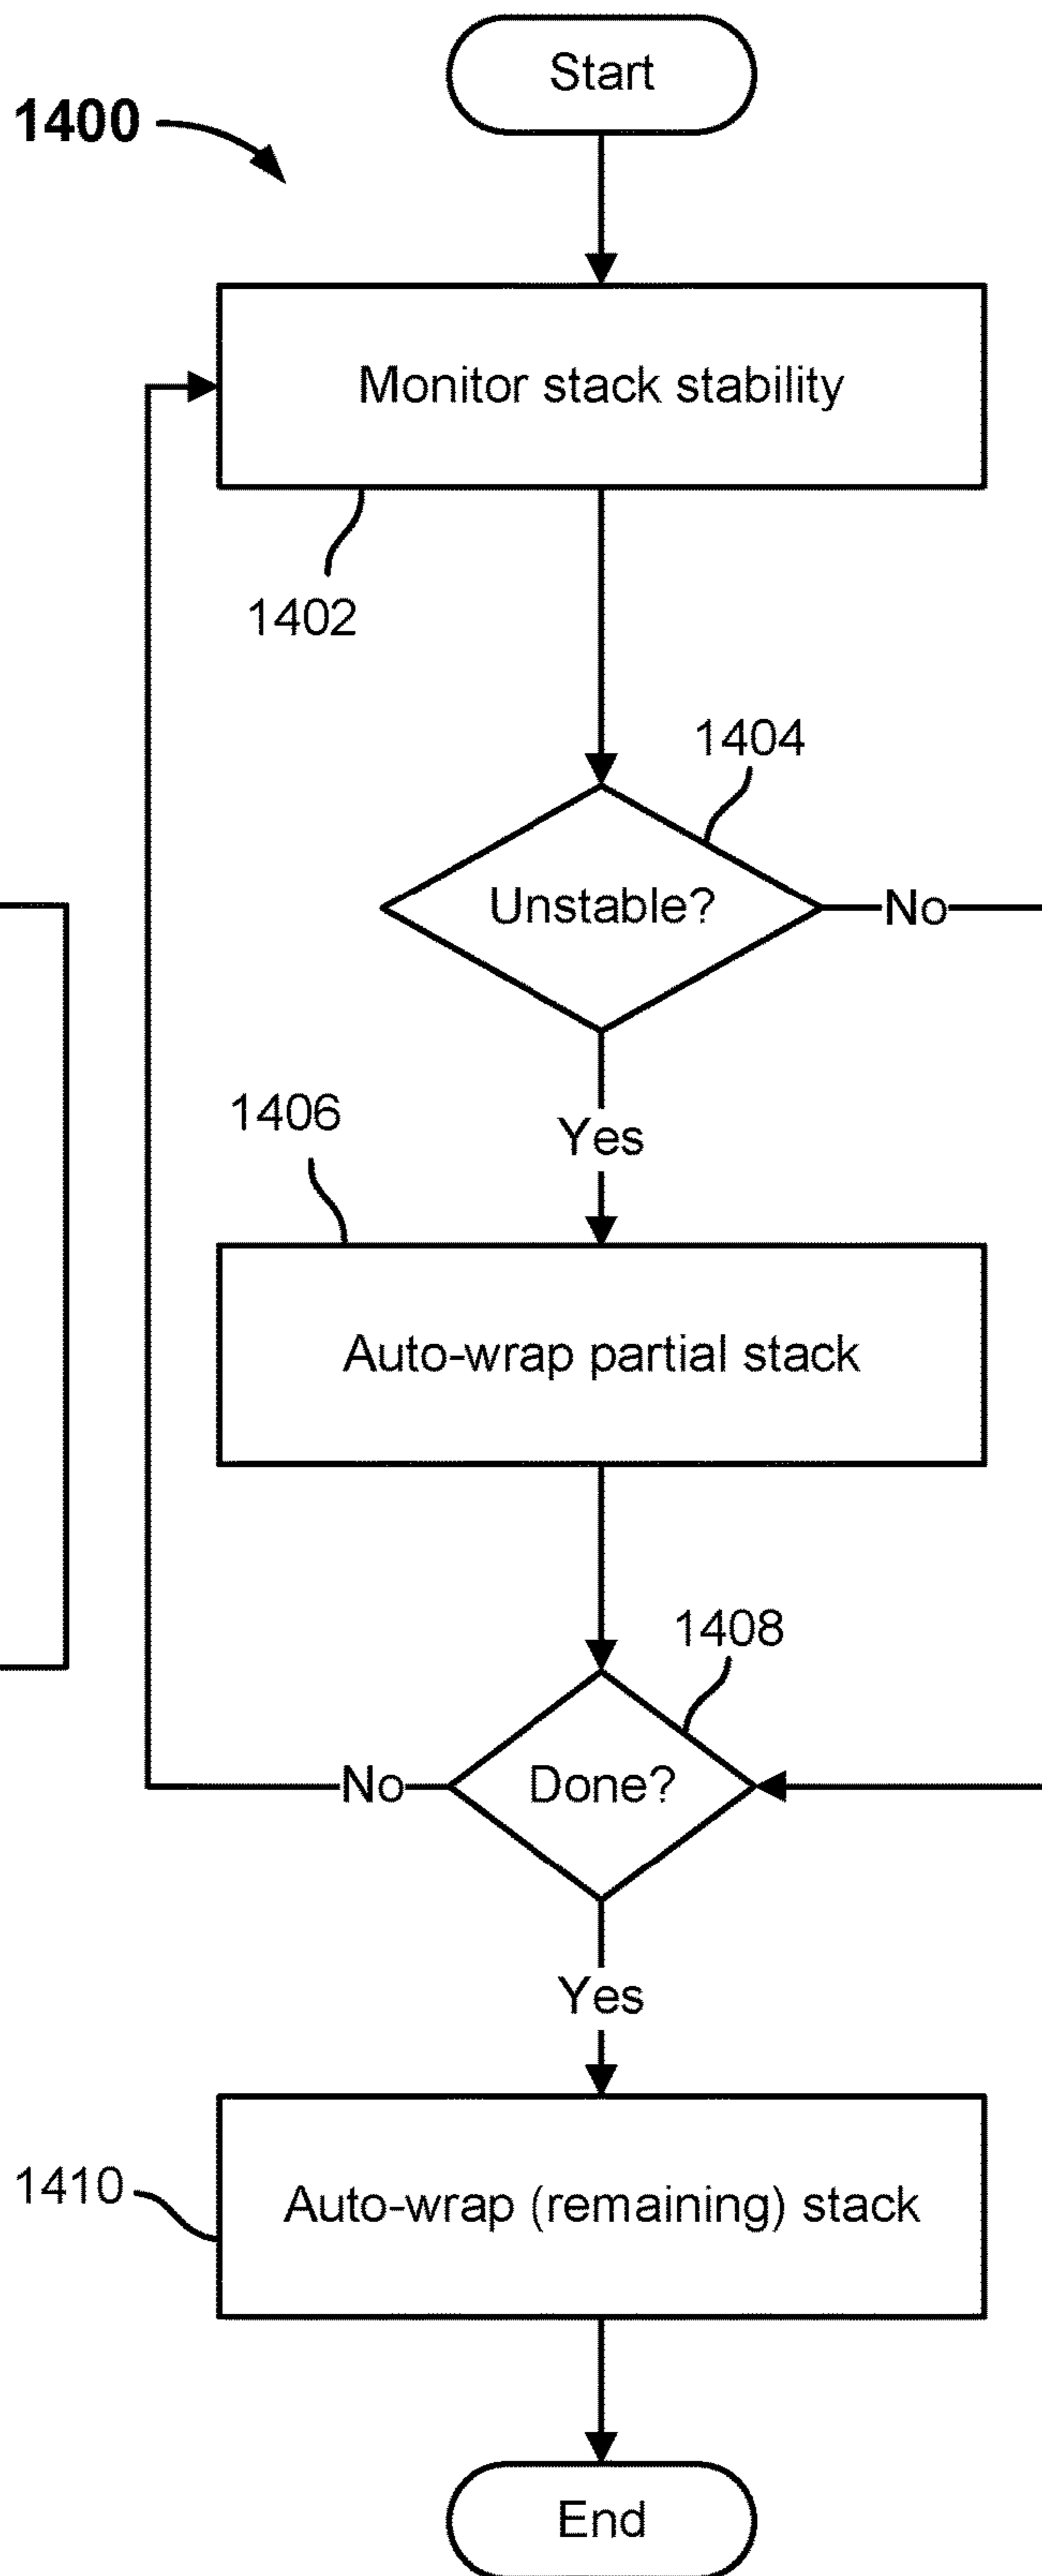 Start
1400
Monitor stack stability
1402
1404
Unstable?
No
Yes
1406
Auto-wrap partial stack
1408
Done?
No
Yes
1410
Auto-wrap (remaining) stack
End